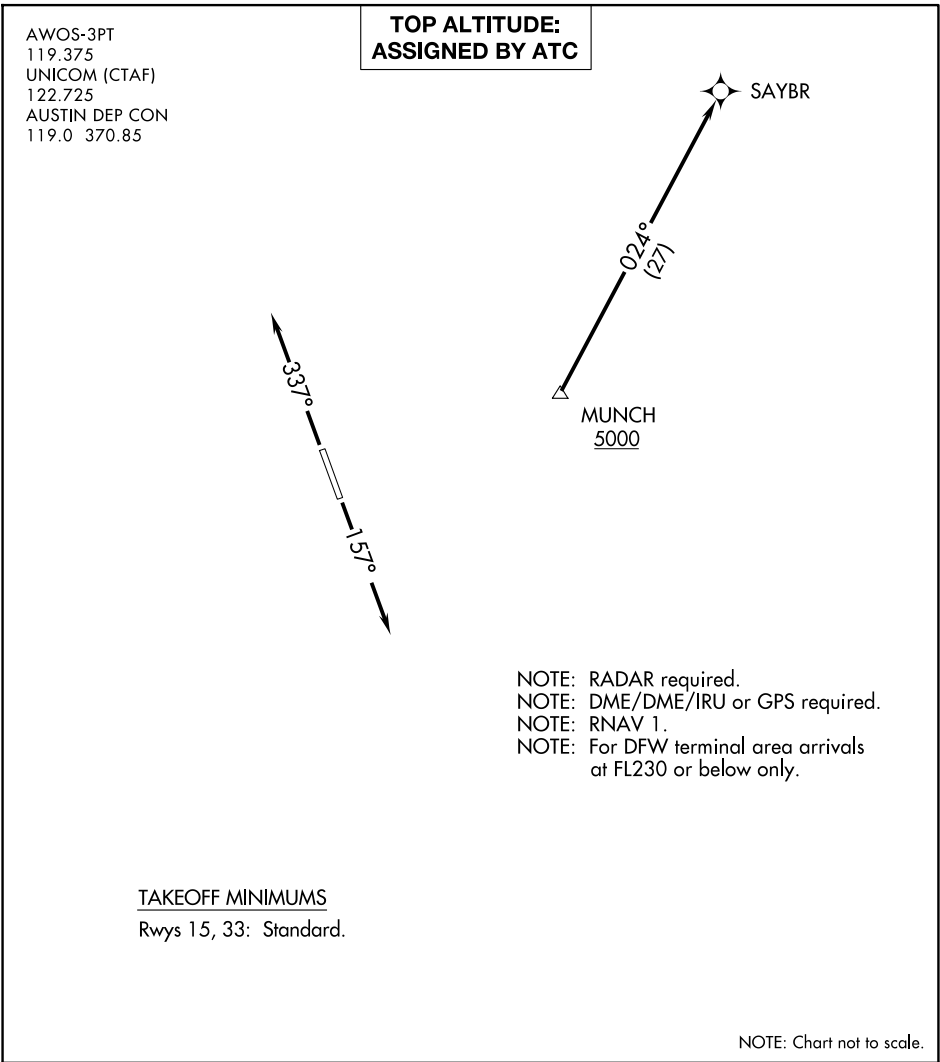 AWOS-3PT
119.375
UNICOM (CTAF)
122.725
AUSTIN DEP CON
119.0 370.85
TOP ALTITUDE:
ASSIGNED BY ATC
SAYBR
024°
(27)
MUNCH
5000
337°
157°
NOTE: RADAR required.
NOTE: DME/DME/IRU or GPS required.
NOTE: RNAV 1.
NOTE: For DFW terminal area arrivals
at FL230 or below only.
TAKEOFF MINIMUMS
Rwys 15, 33: Standard.
NOTE: Chart not to scale.